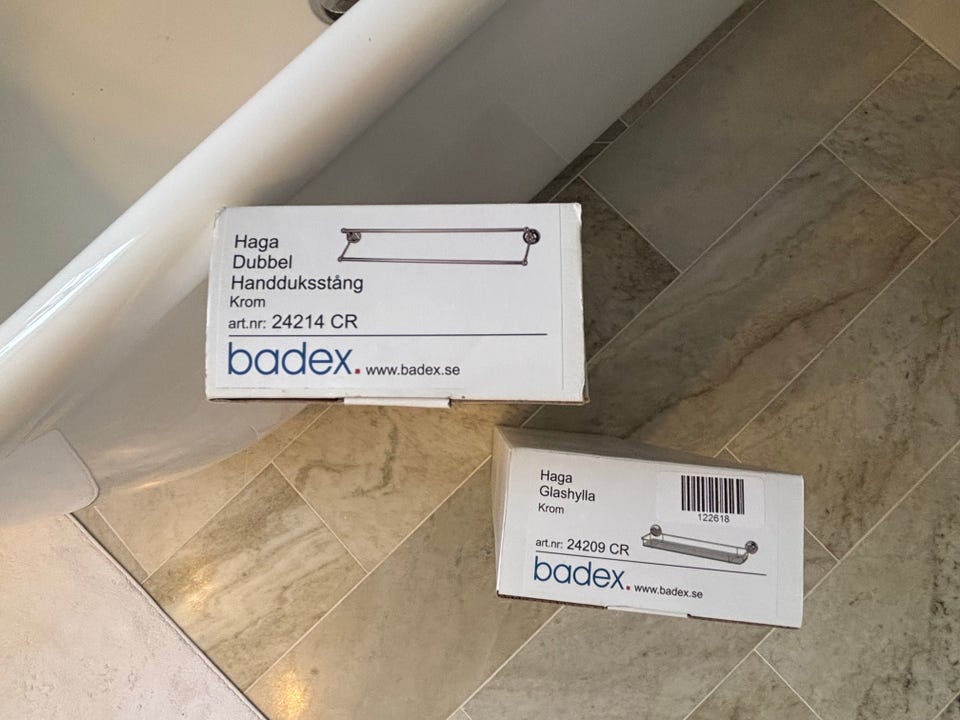 Haga
Dubbel
Handduksstång
Krom
art.nr: 24214 CR
badex. www.badex.se
Haga
Glashylla
Krom
122618
art.nr: 24209 CR
badex. www.badex.se